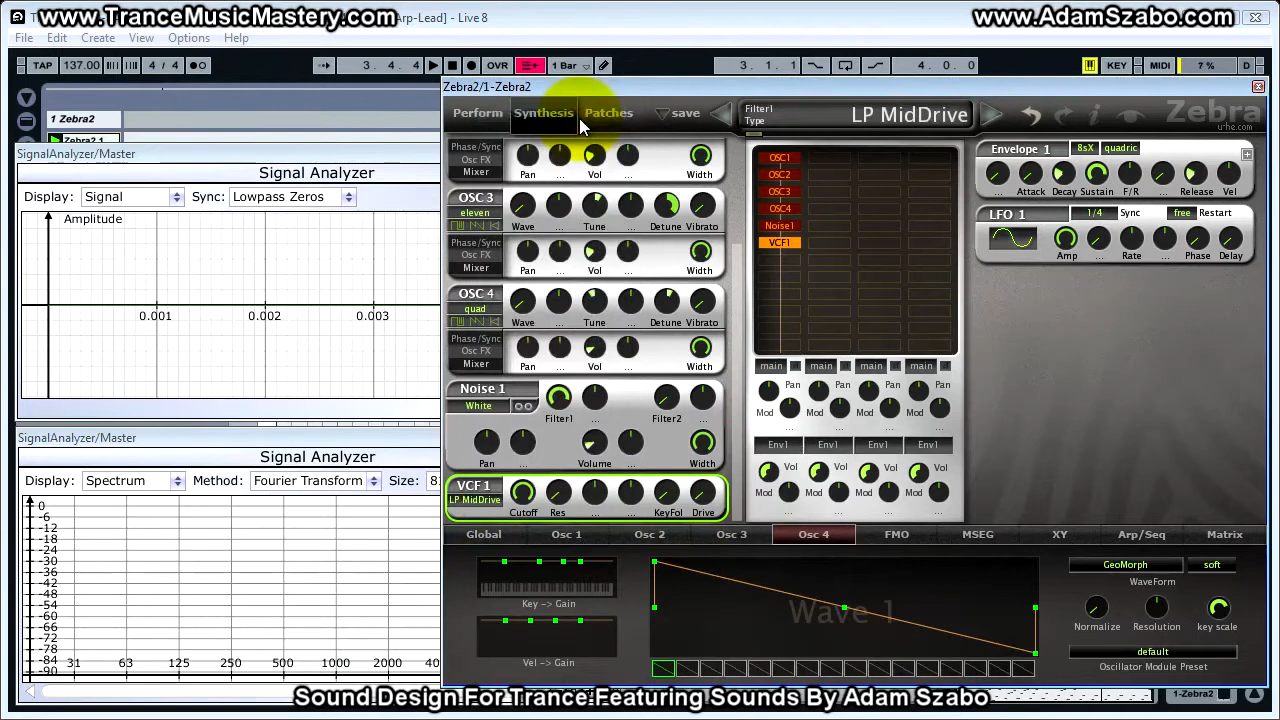 www.TranceMusicMastery.com
Arp-Lead] - Live 8
www.AdamSzabo.com
File Edit Create View Options Help
TAP 137.00 4 / 4 3. 4. 4 OVR 1 Bar 3. 1. 1 4. 0. 0 KEY MIDI 7 % D
Zebra2/1-Zebra2
Perform Synthesis Patches save
Filter1
Type
LP MidDrive
Zebra
u-he.com
1 Zebra2
Zebra2 1
SignalAnalyzer/Master
Signal Analyzer
Display: Signal Sync: Lowpass Zeros
Amplitude
0.001 0.002 0.003
SignalAnalyzer/Master
Signal Analyzer
Display: Spectrum Method: Fourier Transform Size: 8
0
-6
-12
-18
-24
-30
-36
-42
-48
-54
-60
-66
-72
-78
-84
-90
31 63 125 250 500 1000 2000 40
Phase/Sync
Osc FX
Mixer
Pan ... Vol ... Width
OSC 3
eleven
Wave ... Tune ... Detune Vibrato
Phase/Sync
Osc FX
Mixer
Pan ... Vol ... Width
OSC 4
quad
Wave ... Tune ... Detune Vibrato
Phase/Sync
Osc FX
Mixer
Pan ... Vol ... Width
Noise 1
White
Filter1 ... Filter2 ...
Pan ... Volume ... Width
VCF 1
LP MidDrive
Cutoff Res ... ... KeyFol Drive
OSC1
OSC2
OSC3
OSC4
Noise1
VCF1
main main main main
Pan Pan Pan Pan
Mod Mod Mod Mod
... ... ... ...
Env1 Env1 Env1 Env1
Vol Vol Vol Vol
Mod Mod Mod Mod
... ... ... ...
Envelope 1 8sX quadric
... Attack Decay Sustain F/R ... Release Vel
LFO 1 1/4 Sync free Restart
Amp ... Rate ... Phase Delay
Global Osc 1 Osc 2 Osc 3 Osc 4 FMO MSEG XY Arp/Seq Matrix
Key -> Gain
Vel -> Gain
Wave 1
GeoMorph soft
WaveForm
Normalize Resolution key scale
default
Oscillator Module Preset
1-Zebra2
Sound Design For Trance Featuring Sounds By Adam Szabo